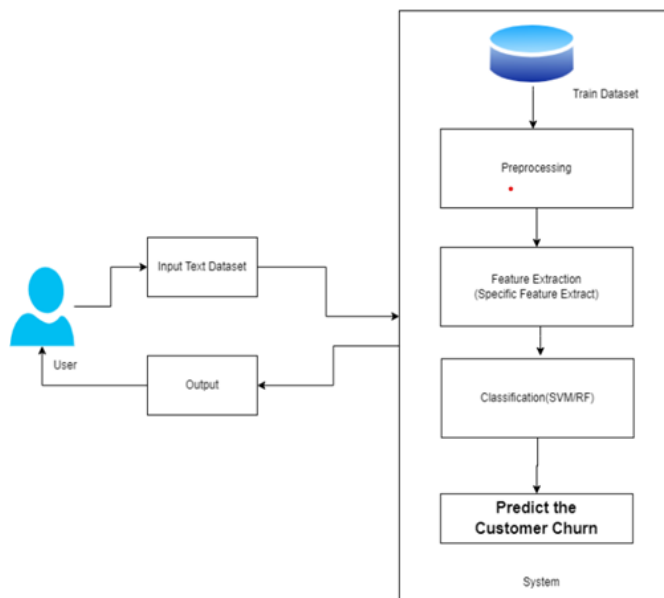 Train Dataset
Preprocessing
Input Text Dataset
Feature Extraction
(Specific Feature Extract)
User
Output
Classification(SVM/RF)
Predict the
Customer Churn
System